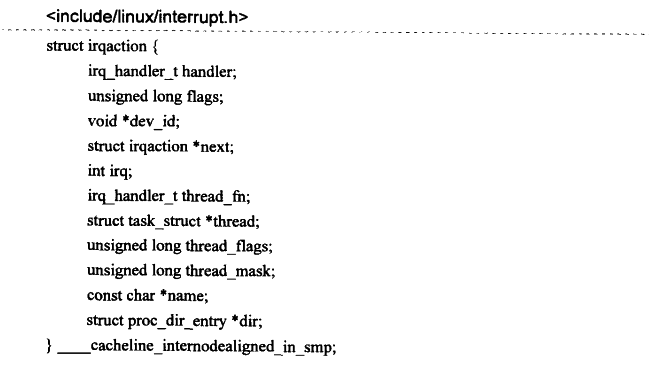 <include/linux/interrupt.h>
struct irqaction {
irq_handler_t handler;
unsigned long flags;
void *dev_id;
struct irqaction *next;
int irq;
irq_handler_t thread_fn;
struct task_struct *thread;
unsigned long thread_flags;
unsigned long thread_mask;
const char *name;
struct proc_dir_entry *dir;
} ____cacheline_internodealigned_in_smp;